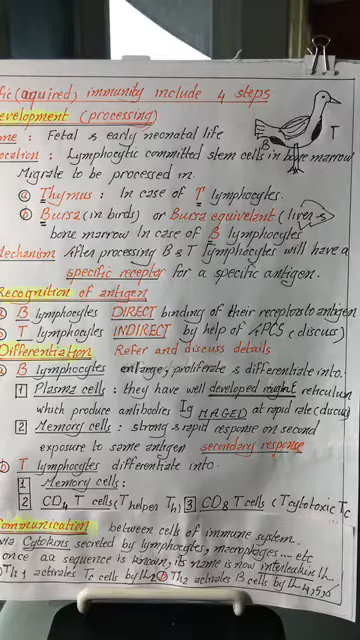 fic (aquired) immunity include 4 steps
evelopment (processing)
me : Fetal & early neonatal life
ocation : Lymphocytic committed stem cells in bone marrow
Migrate to be processed in.
ⓐ Thymus : In case of T lymphocytes.
ⓑ Bursa (in birds) or Bursa equivalent (liver &
bone marrow In case of B lymphocytes
Mechanism After processing B & T lymphocytes will have a
specific receptor for a specific antigen.
B
T
Recognition of antigen
ⓐ B lymphocytes DIRECT binding of their receptors to antigen
ⓑ T lymphocytes INDIRECT by help of APCS (discuss)
Differentiation Refer and discuss details
ⓐ B lymphocytes enlarge, proliferate & differentiate into.
1 Plasma cells : they have well developed rough reticulum
which produce antibodies Ig MAGED at rapid rate (discuss)
2 Memory cells : strong & rapid response on second
exposure to same antigen secondary response
ⓑ T lymphocytes differentiate into.
1 Memory cells :
2 CD4 T cells (T helper Th) 3 CD8 T cells (T cytotoxic Tc
Communication between cells of immune system.
via Cytokins secreted by lymphocytes, macrophages.... etc
once aa sequence is known, its name is now interleukin Ih
Th1 activates Tc cells by Ih2 ⓑ Th2 activates B cells by Ih 4,5,